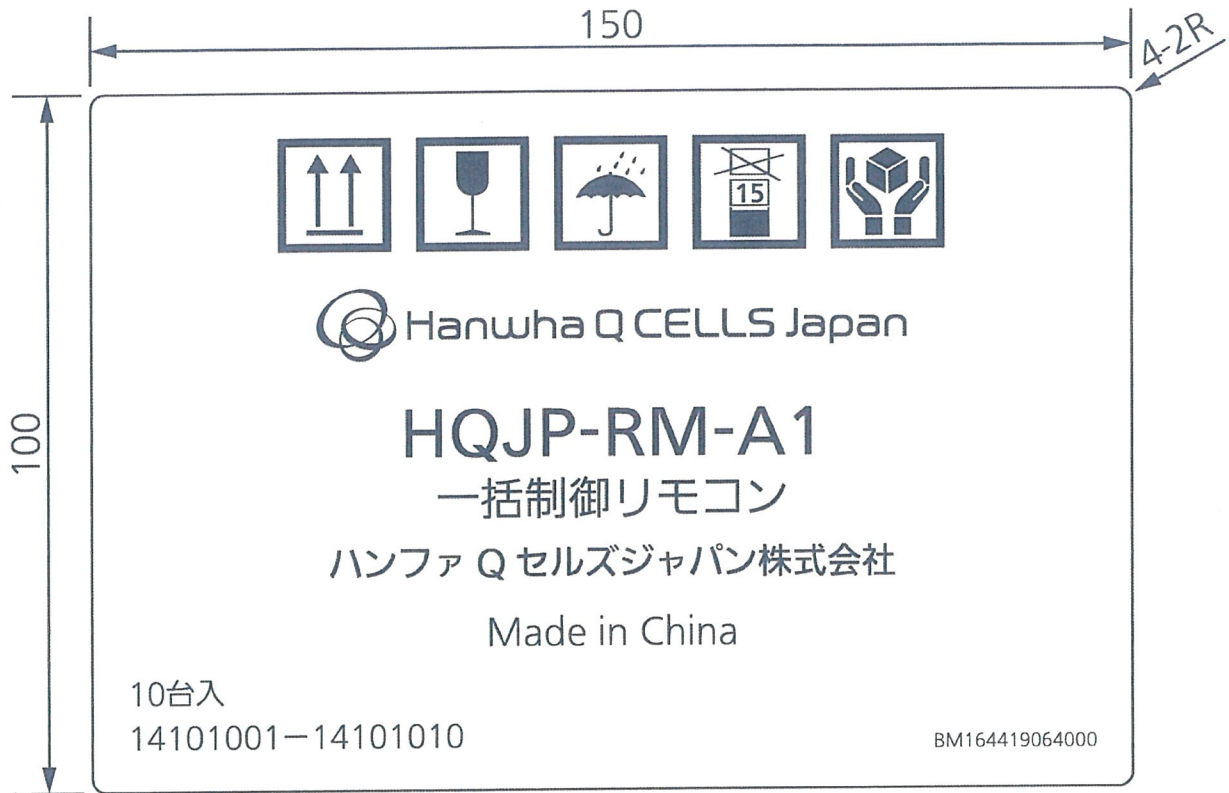 150
4-2R
100
15
Hanwha Q CELLS Japan
HQJP-RM-A1
一括制御リモコン
ハンファ Q セルズジャパン株式会社
Made in China
10台入
14101001－14101010
BM164419064000